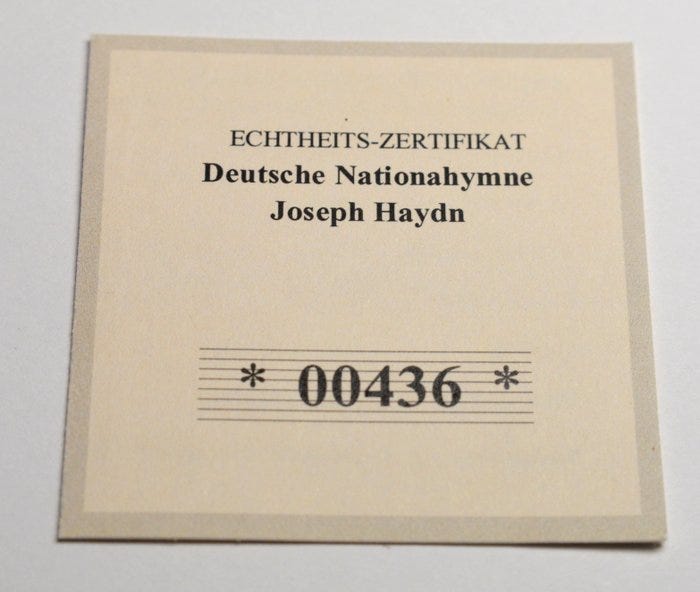 ECHTHEITS-ZERTIFIKAT
Deutsche Nationahymne
Joseph Haydn
* 00436 *